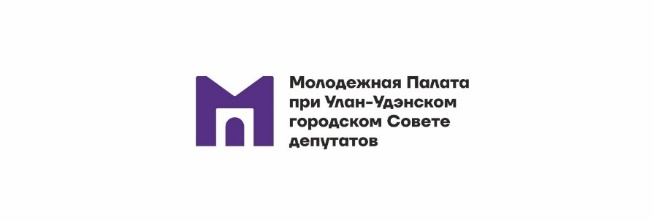 Молодежная Палата
при Улан-Удэнском
городском Совете
депутатов